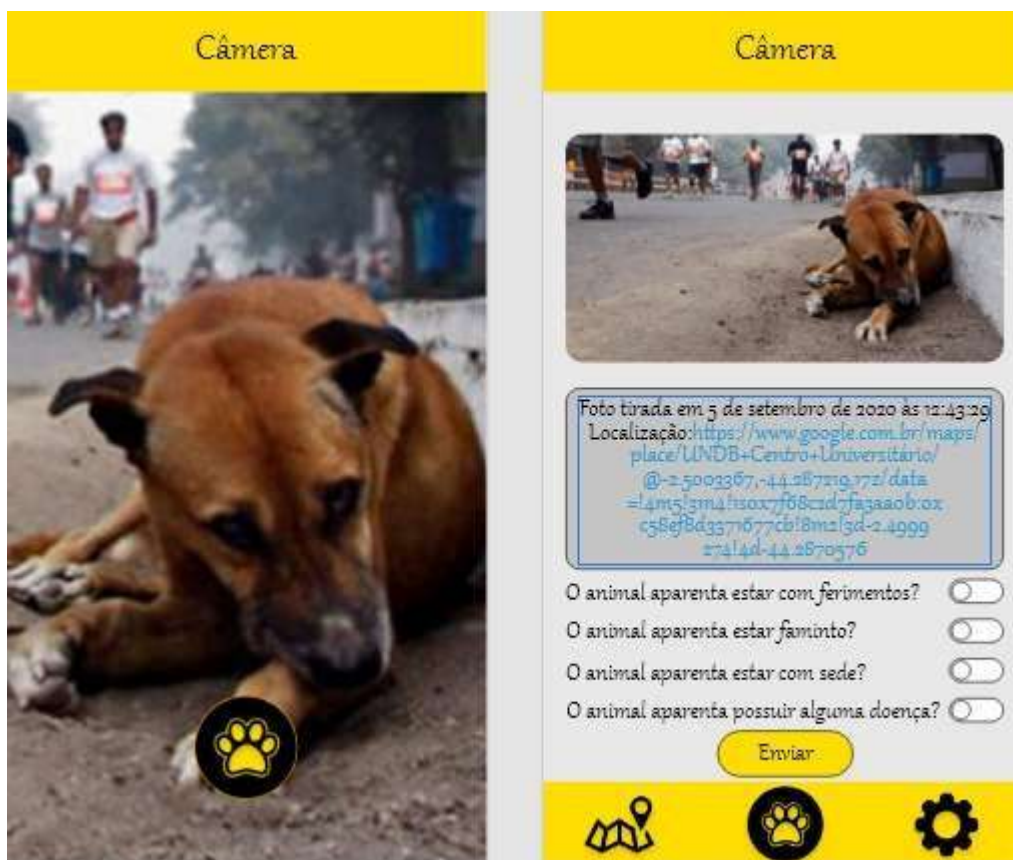 Câmera
Câmera
Foto tirada em 5 de setembro de 2020 às 12:43:29
Localização:https://www.google.com.br/maps/
place/UNDB+Centro+Universitário/
@-2.5002367,-44.287219,17z/data
=!4m5!3m4!1s0x7f68c2d7fa3aa0b:0x
c58ef8d3371677cb!8m2!3d-2.4999
274!4d-44.2870576
O animal aparenta estar com ferimentos?
O animal aparenta estar faminto?
O animal aparenta estar com sede?
O animal aparenta possuir alguma doença?
Enviar